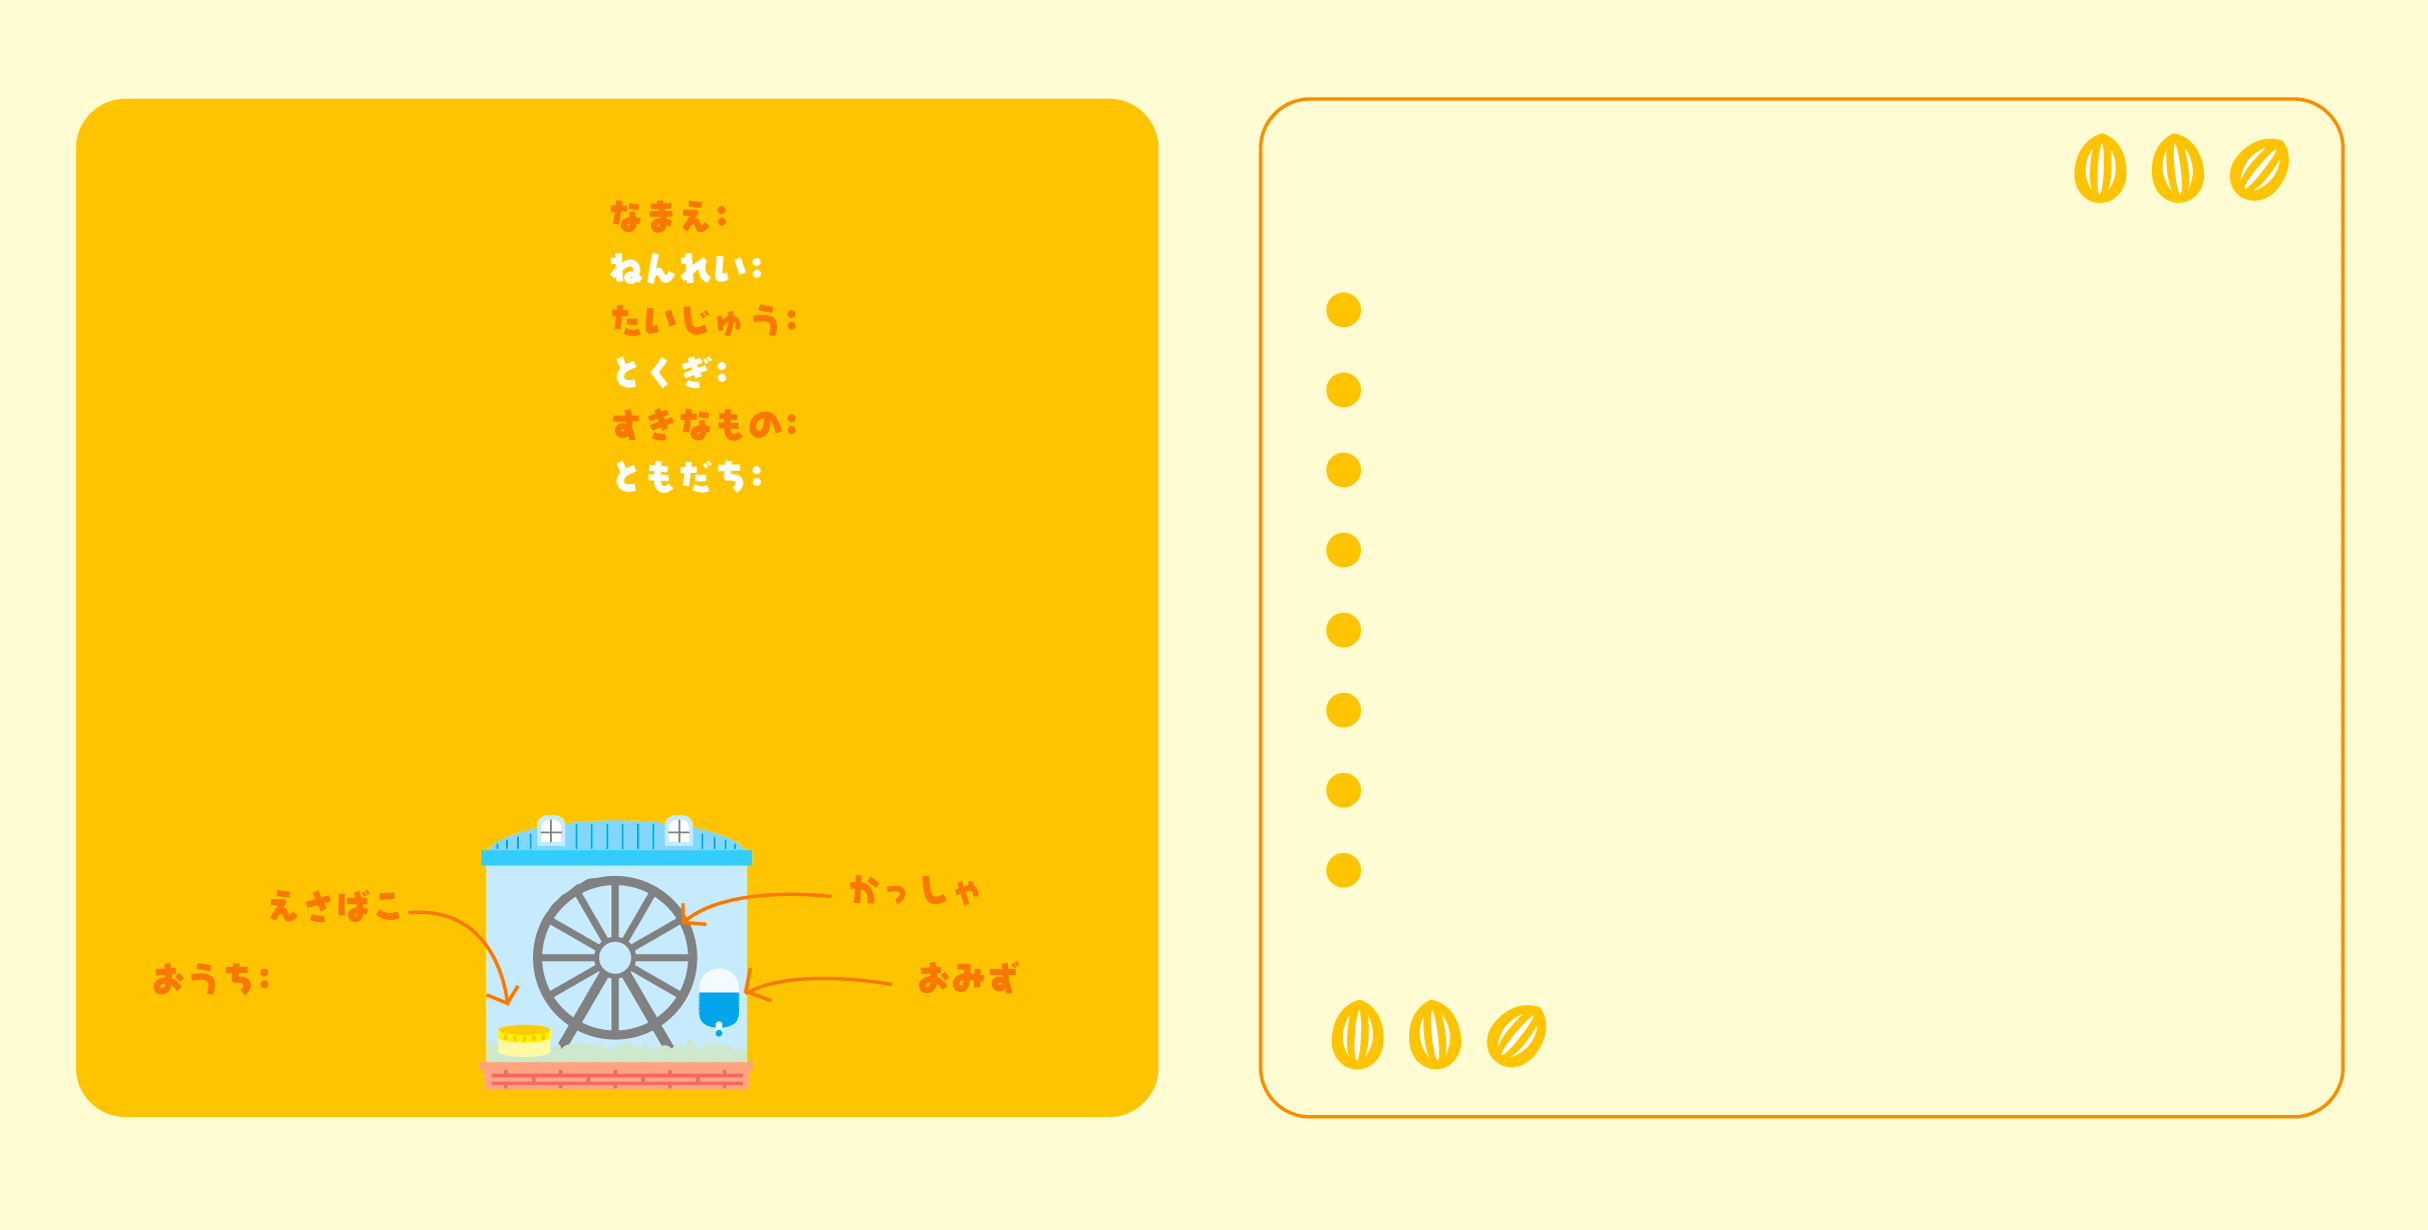 なまえ:
ねんれい:
たいじゅう:
とくぎ:
すきなもの:
ともだち:
えさばこ
かっしゃ
おうち:
おみず